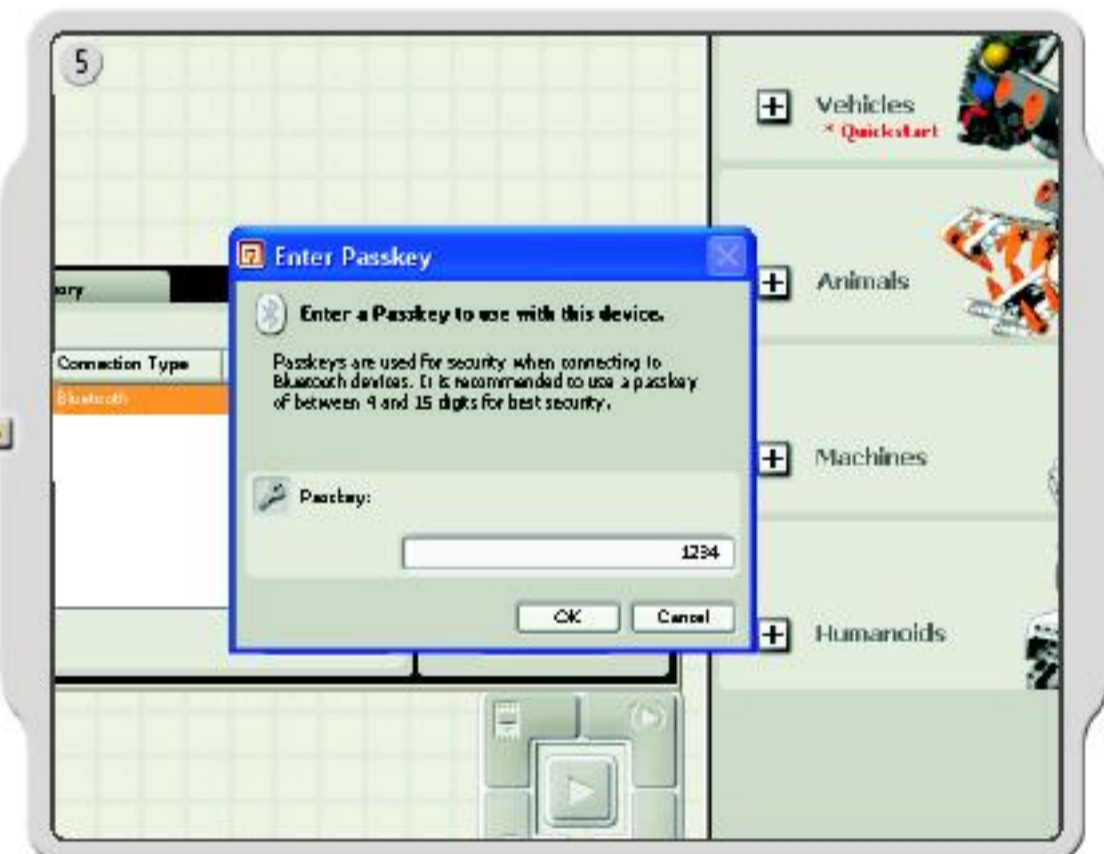 5
Vehicles
* Quickstart
Enter Passkey
Enter a Passkey to use with this device.
Animals
ary
Connection Type
Passkeys are used for security when connecting to
Bluetooth devices. It is recommended to use a passkey
of between 4 and 15 digits for best security.
Bluetooth
Machines
Passkey:
1234
OK
Cancel
Humanoids